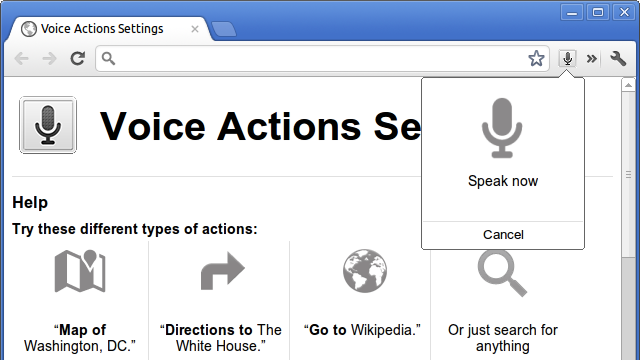 Voice Actions Settings
Voice Actions Se
Speak now
Cancel
Help
Try these different types of actions:
“Map of
Washington, DC.”
“Directions to The
White House.”
“Go to Wikipedia.”
Or just search for
anything